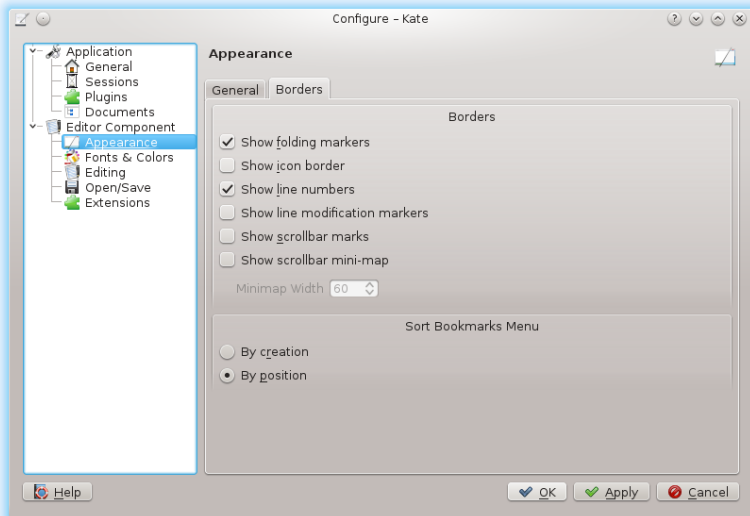 Configure – Kate
Application
General
Sessions
Plugins
Documents
Editor Component
Appearance
Fonts & Colors
Editing
Open/Save
Extensions
Appearance
General
Borders
Borders
Show folding markers
Show icon border
Show line numbers
Show line modification markers
Show scrollbar marks
Show scrollbar mini-map
Minimap Width 60
Sort Bookmarks Menu
By creation
By position
Help
OK
Apply
Cancel